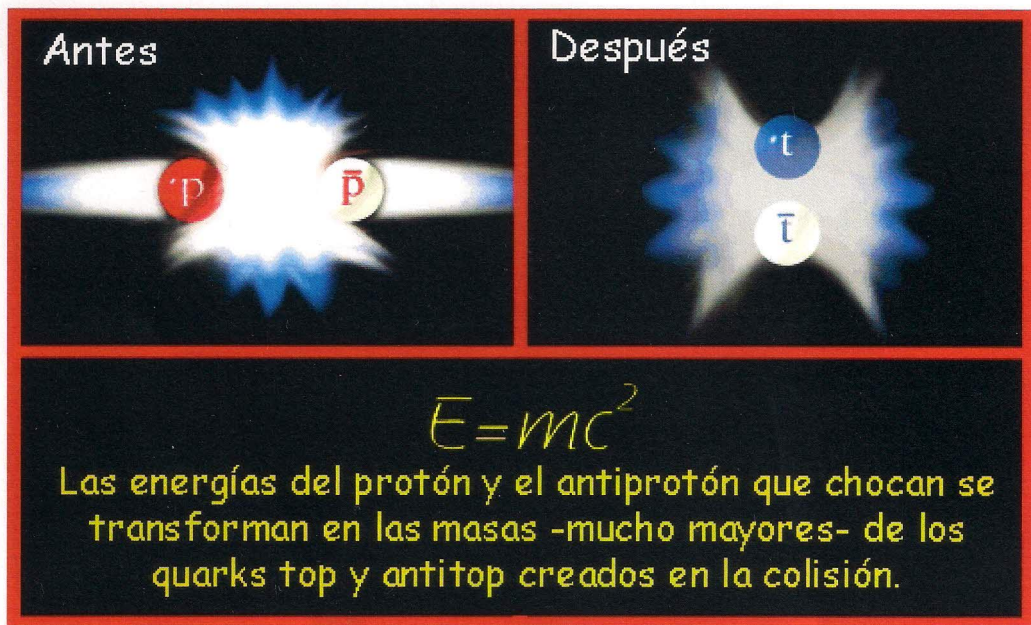 Antes
Después
p
p̄
t
t̄
E=mc²
Las energías del protón y el antiprotón que chocan se
transforman en las masas -mucho mayores- de los
quarks top y antitop creados en la colisión.